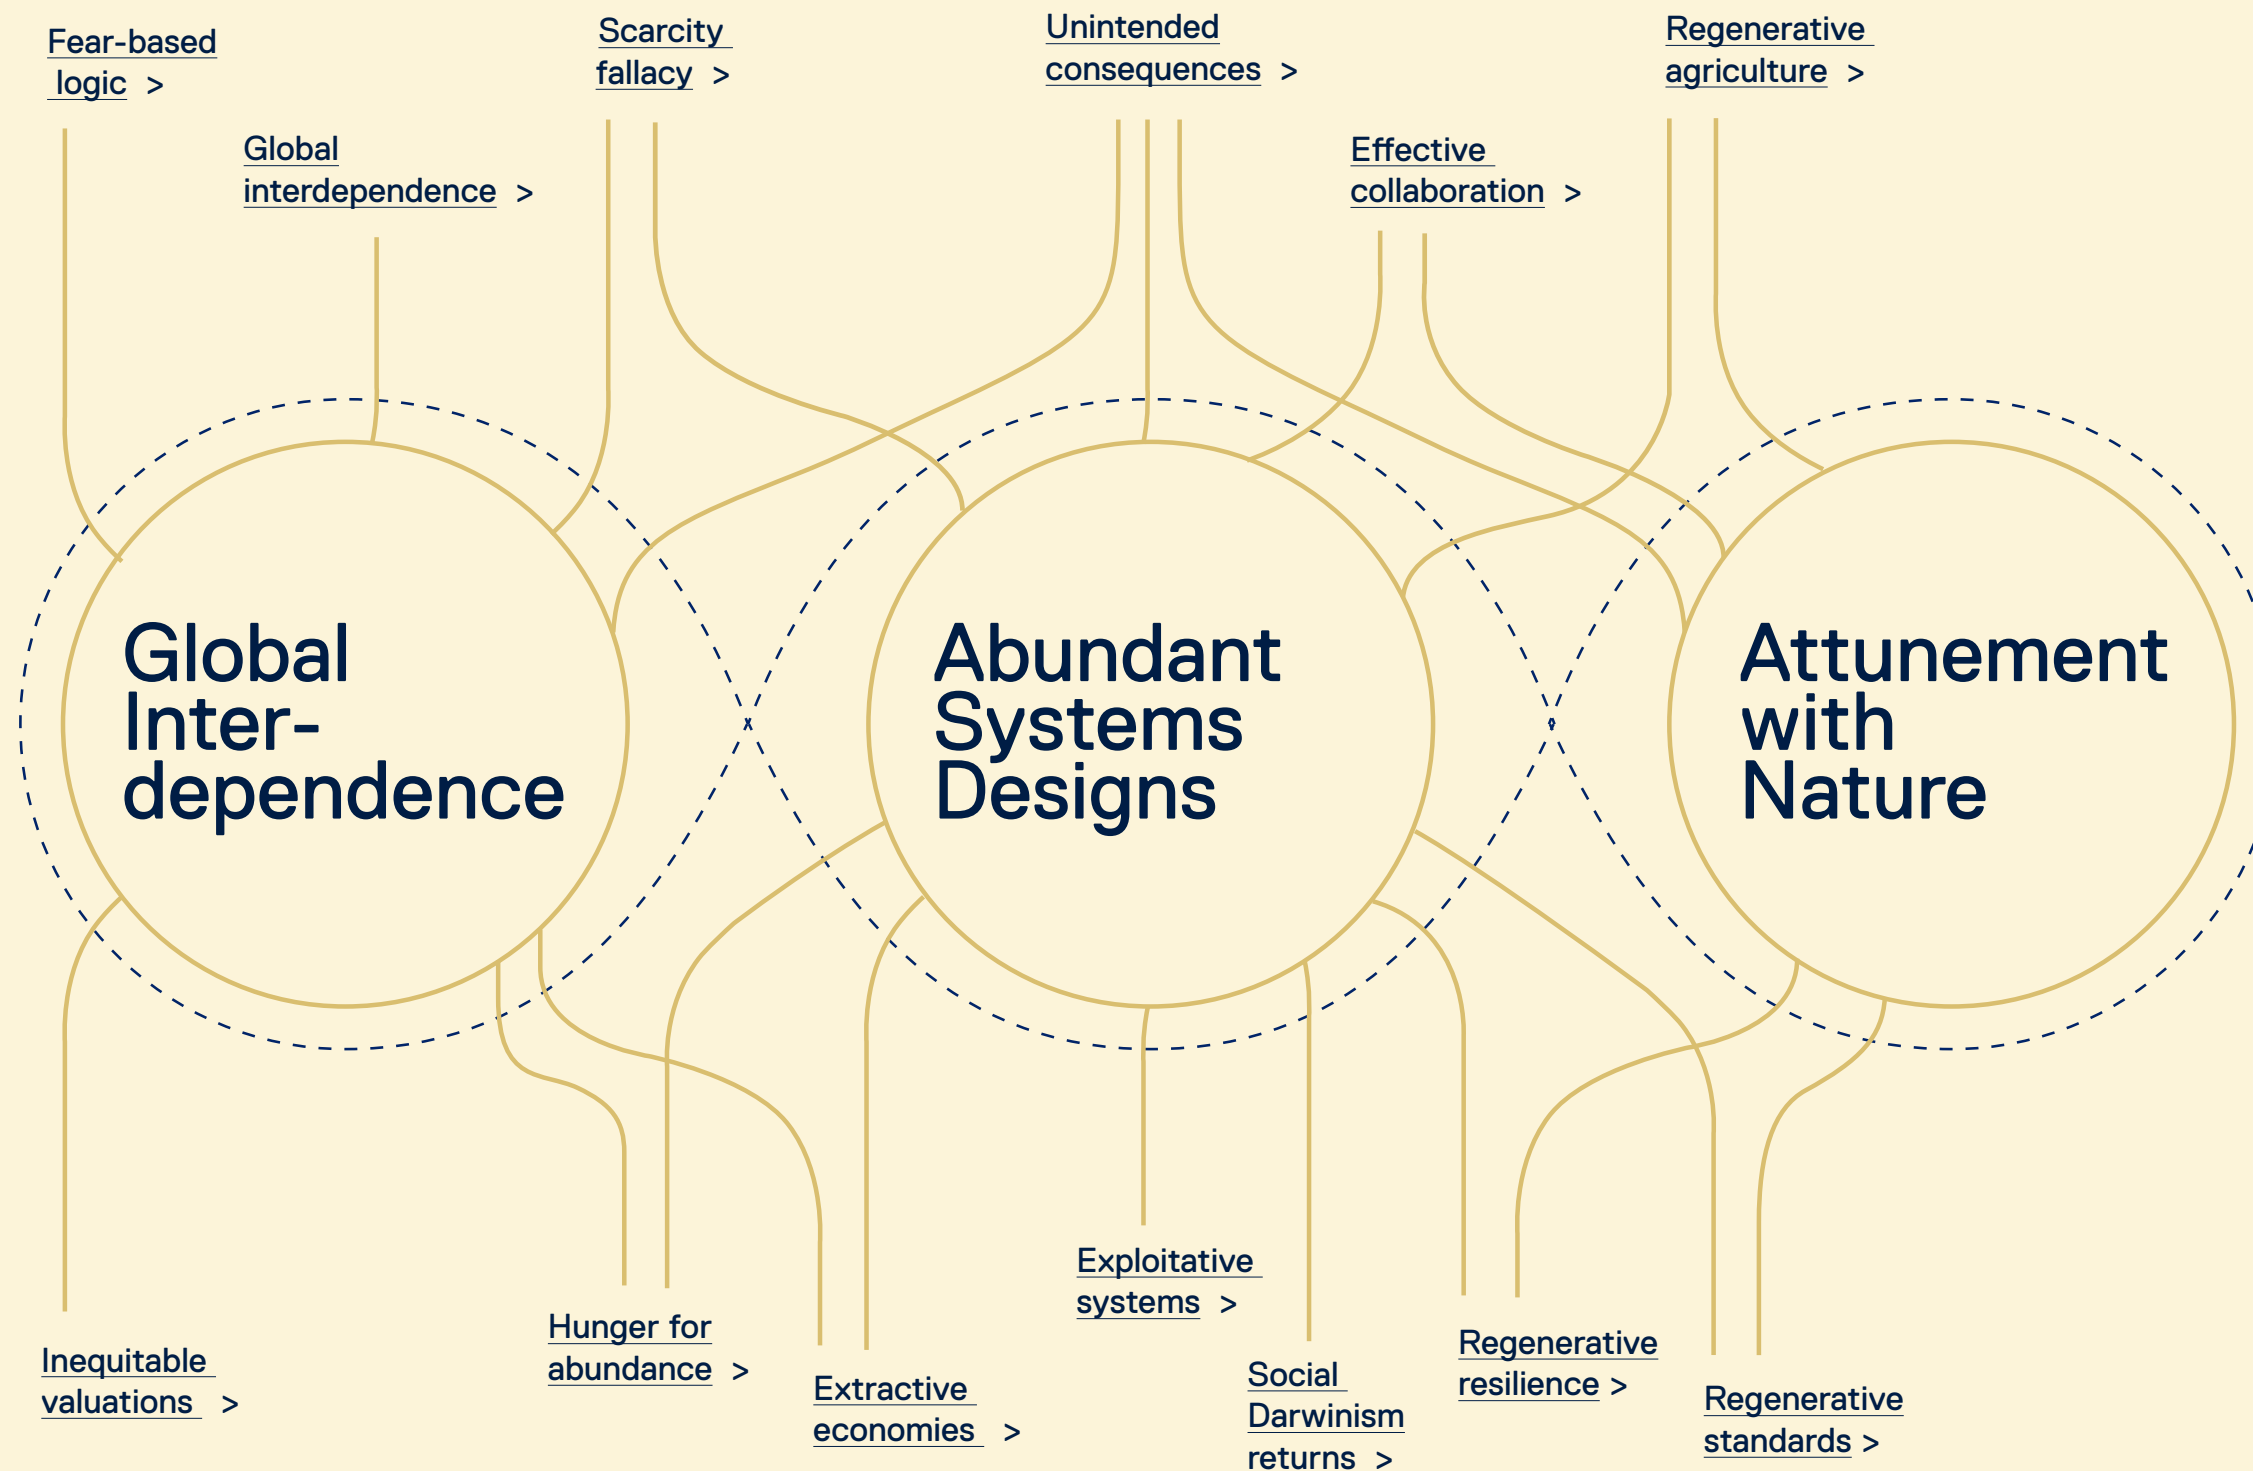 Fear-based
logic >
Scarcity
fallacy >
Unintended
consequences >
Regenerative
agriculture >
Global
interdependence >
Effective
collaboration >
Global
Inter-
dependence
Abundant
Systems
Designs
Attunement
with
Nature
Inequitable
valuations >
Hunger for
abundance >
Extractive
economies >
Exploitative
systems >
Social
Darwinism
returns >
Regenerative
resilience >
Regenerative
standards >